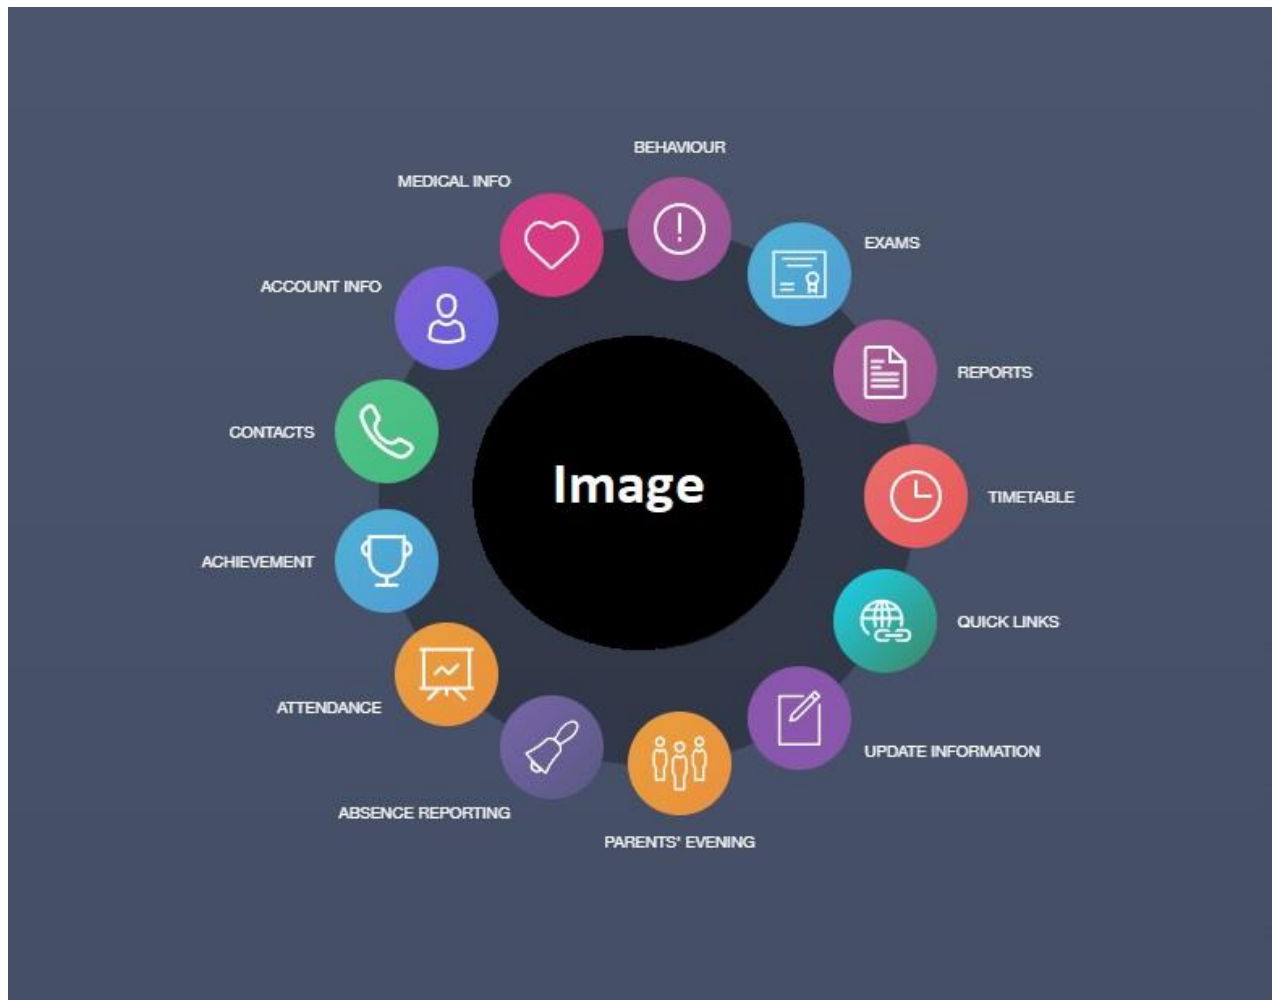 BEHAVIOUR
MEDICAL INFO
EXAMS
ACCOUNT INFO
REPORTS
CONTACTS
Image
TIMETABLE
ACHIEVEMENT
QUICK LINKS
ATTENDANCE
UPDATE INFORMATION
ABSENCE REPORTING
PARENTS' EVENING